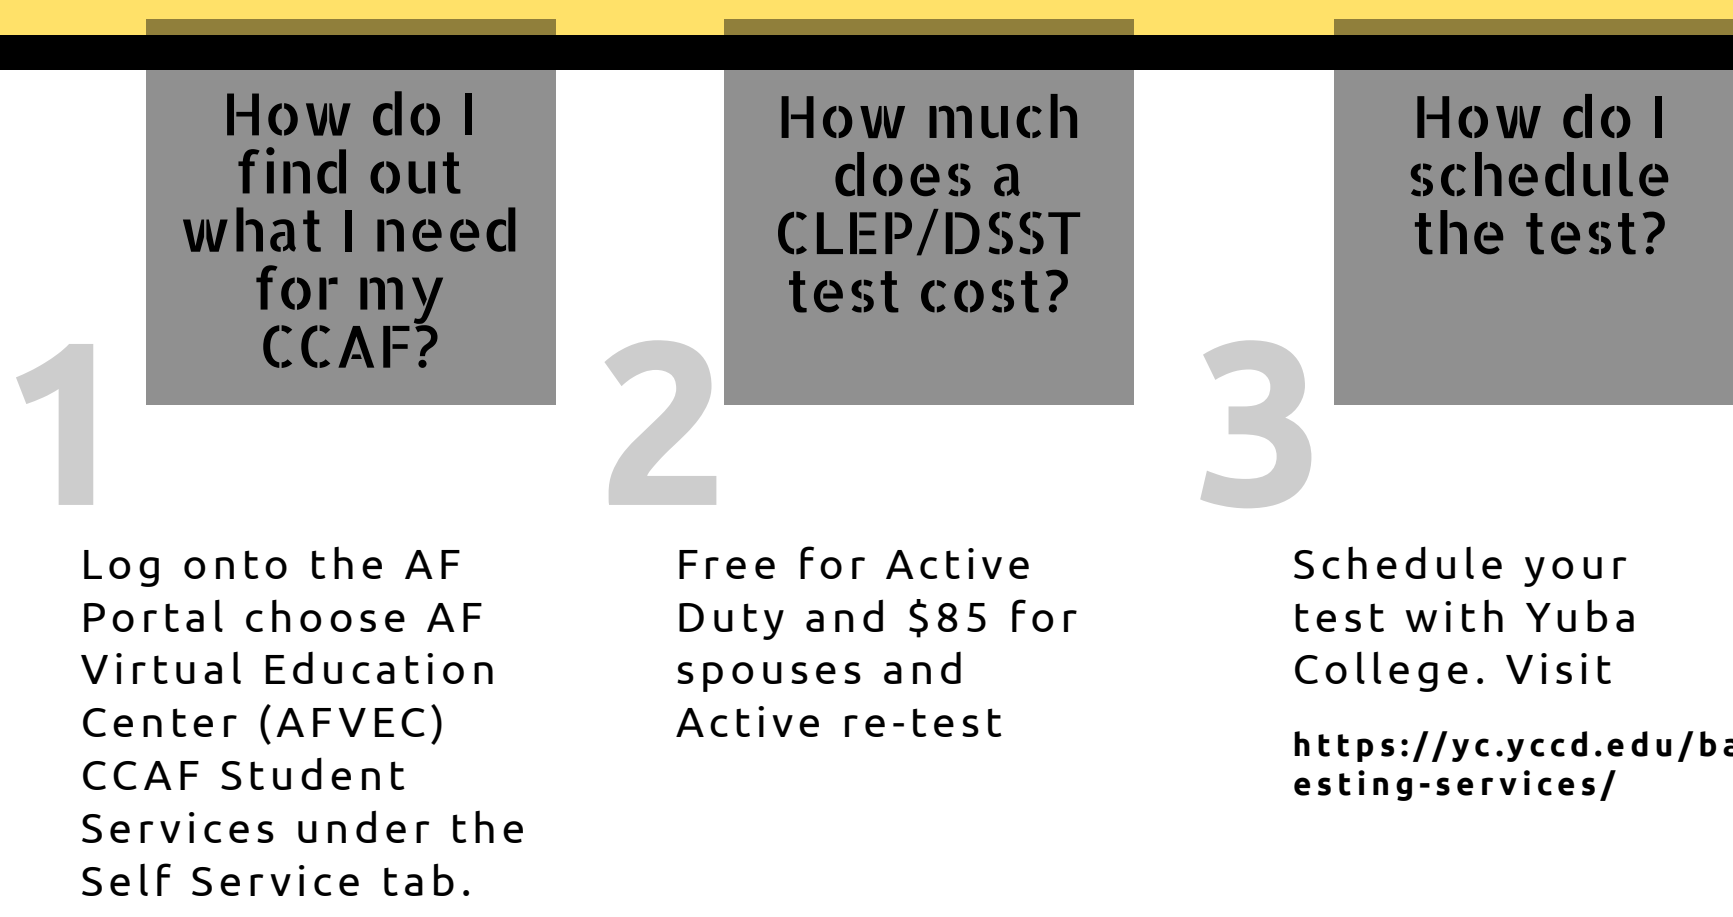 How do I
find out
what I need
for my
CCAF?
1
Log onto the AF
Portal choose AF
Virtual Education
Center (AFVEC)
CCAF Student
Services under the
Self Service tab.
How much
does a
CLEP/DSST
test cost?
2
Free for Active
Duty and $85 for
spouses and
Active re-test
How do I
schedule
the test?
3
Schedule your
test with Yuba
College. Visit
https://yc.yccd.edu/ba
esting-services/